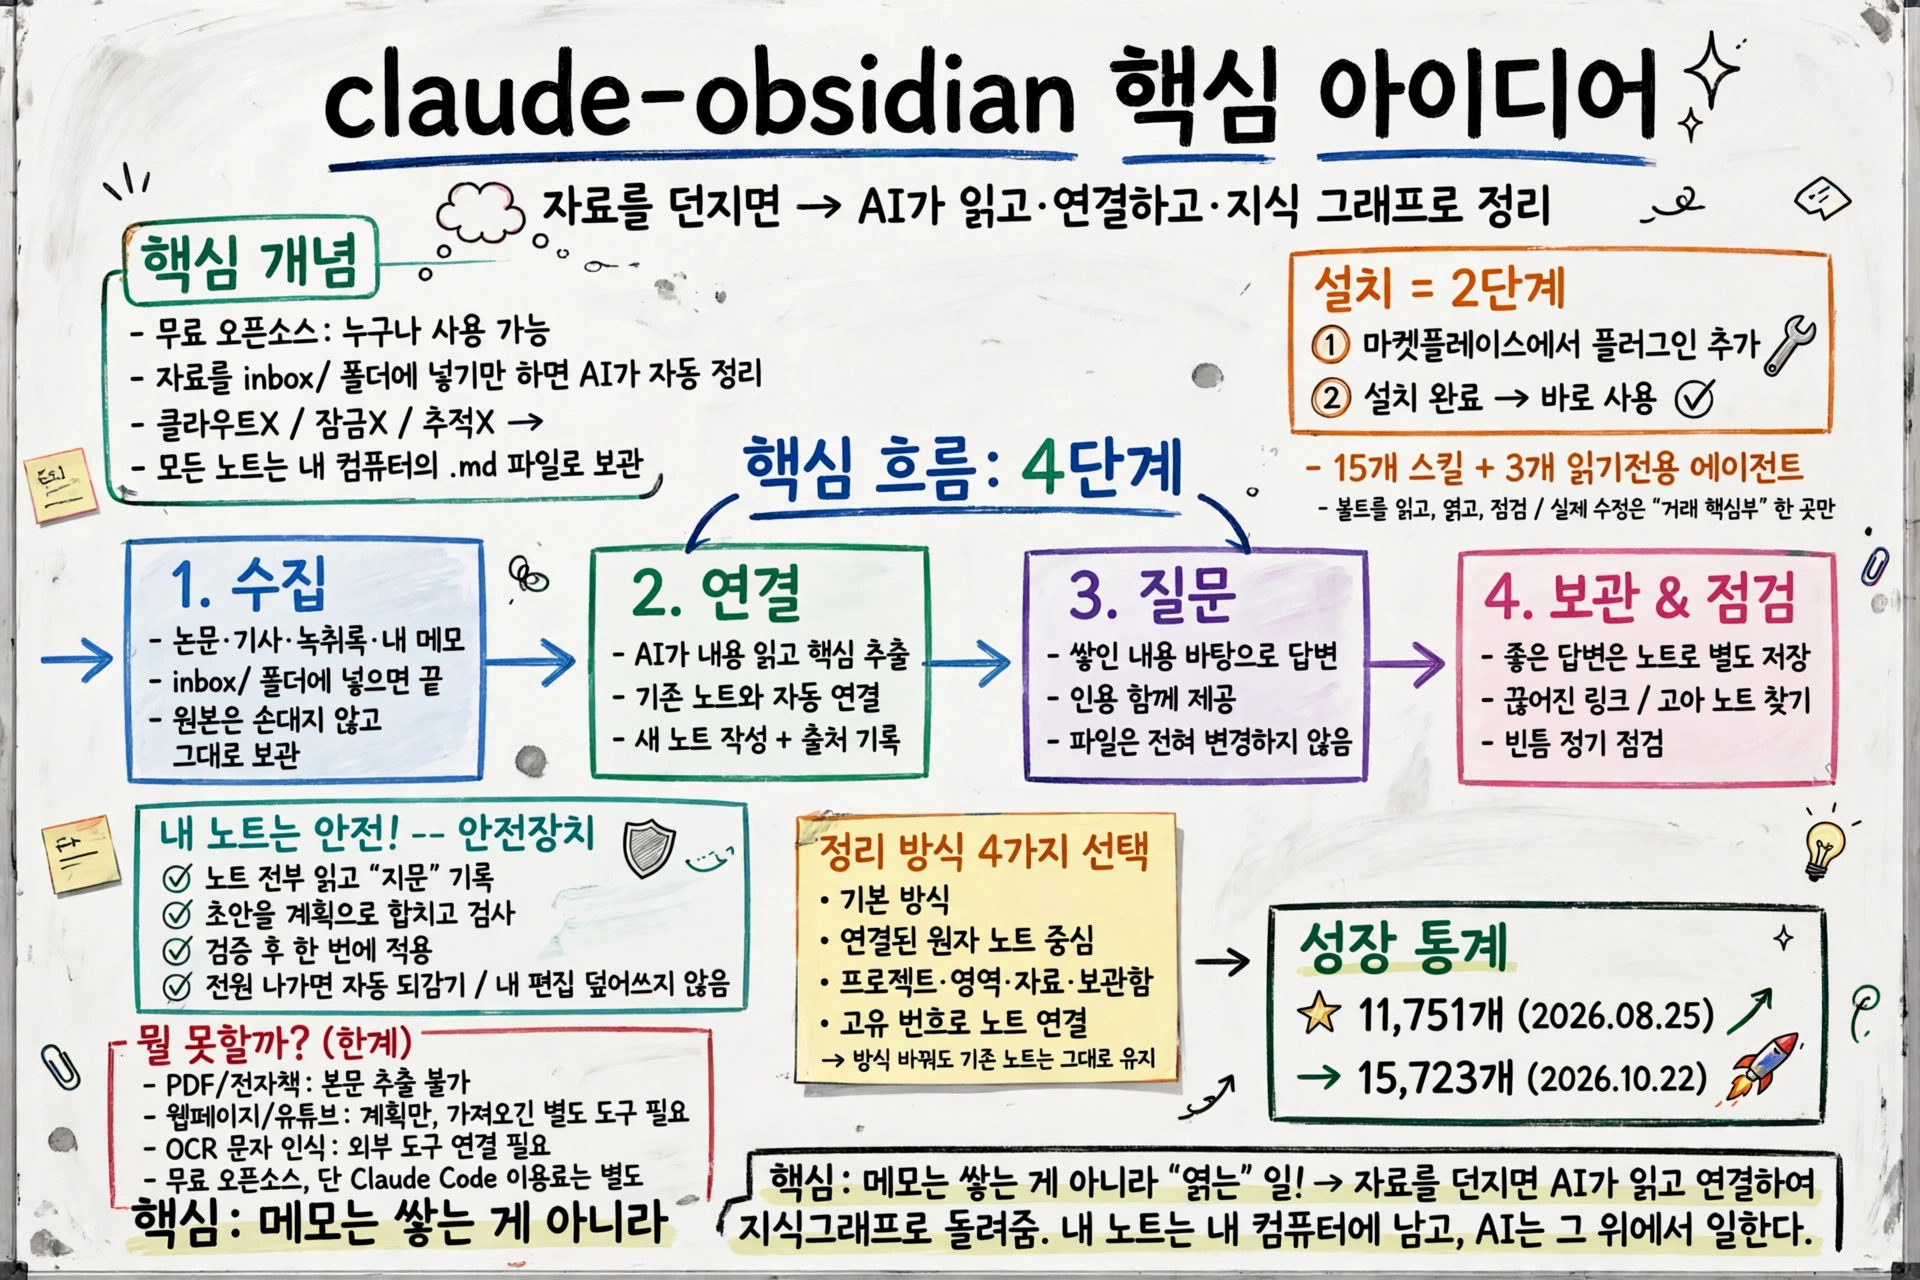 claude-obsidian 핵심 아이디어
자료를 던지면 → AI가 읽고·연결하고·지식 그래프로 정리
핵심 개념
- 무료 오픈소스: 누구나 사용 가능
- 자료를 inbox/ 폴더에 넣기만 하면 AI가 자동 정리
- 클라우트X / 잠금X / 추적X →
- 모든 노트는 내 컴퓨터의 .md 파일로 보관
설치 = 2단계
① 마켓플레이스에서 플러그인 추가
② 설치 완료 → 바로 사용
- 15개 스킬 + 3개 읽기전용 에이전트
- 볼트를 읽고, 엮고, 점검 / 실제 수정은 "거래 핵심부" 한 곳만
핵심 흐름: 4단계
1. 수집
- 논문·기사·녹취록·내 메모
- inbox/ 폴더에 넣으면 끝
- 원본은 손대지 않고
그대로 보관
2. 연결
- AI가 내용 읽고 핵심 추출
- 기존 노트와 자동 연결
- 새 노트 작성 + 출처 기록
3. 질문
- 쌓인 내용 바탕으로 답변
- 인용 함께 제공
- 파일은 전혀 변경하지 않음
4. 보관 & 점검
- 좋은 답변은 노트로 별도 저장
- 끊어진 링크 / 고아 노트 찾기
- 빈틈 정기 점검
내 노트는 안전! -- 안전장치
노트 전부 읽고 "지문" 기록
초안을 계획으로 합치고 검사
검증 후 한 번에 적용
전원 나가면 자동 되감기 / 내 편집 덮어쓰지 않음
정리 방식 4가지 선택
• 기본 방식
• 연결된 원자 노트 중심
• 프로젝트·영역·자료·보관함
• 고유 번호로 노트 연결
→ 방식 바꿔도 기존 노트는 그대로 유지
성장 통계
11,751개 (2026.08.25)
→ 15,723개 (2026.10.22)
뭘 못할까? (한계)
- PDF/전자책: 본문 추출 불가
- 웹페이지/유튜브: 계획만, 가져오긴 별도 도구 필요
- OCR 문자 인식: 외부 도구 연결 필요
- 무료 오픈소스, 단 Claude Code 이용료는 별도
핵심: 메모는 쌓는 게 아니라
핵심: 메모는 쌓는 게 아니라 "엮는" 일! → 자료를 던지면 AI가 읽고 연결하여
지식그래프로 돌려줌. 내 노트는 내 컴퓨터에 남고, AI는 그 위에서 일한다.